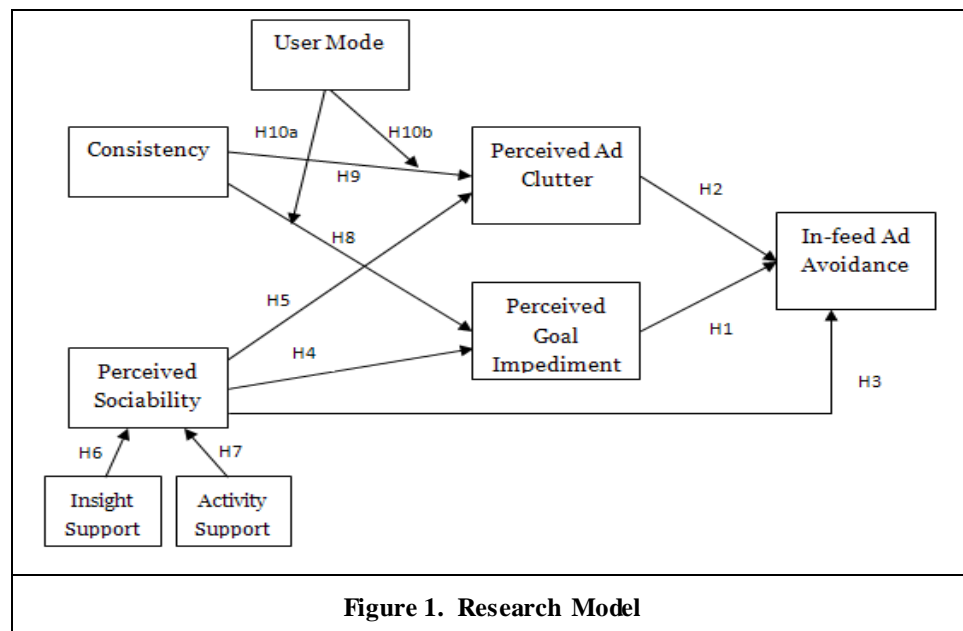 User Mode
H10a
H10b
Consistency
H9
Perceived Ad
Clutter
H2
H8
In-feed Ad
Avoidance
H5
Perceived
Goal
Impediment
H1
H4
Perceived
Sociability
H3
H6
H7
Insight
Support
Activity
Support
Figure 1. Research Model